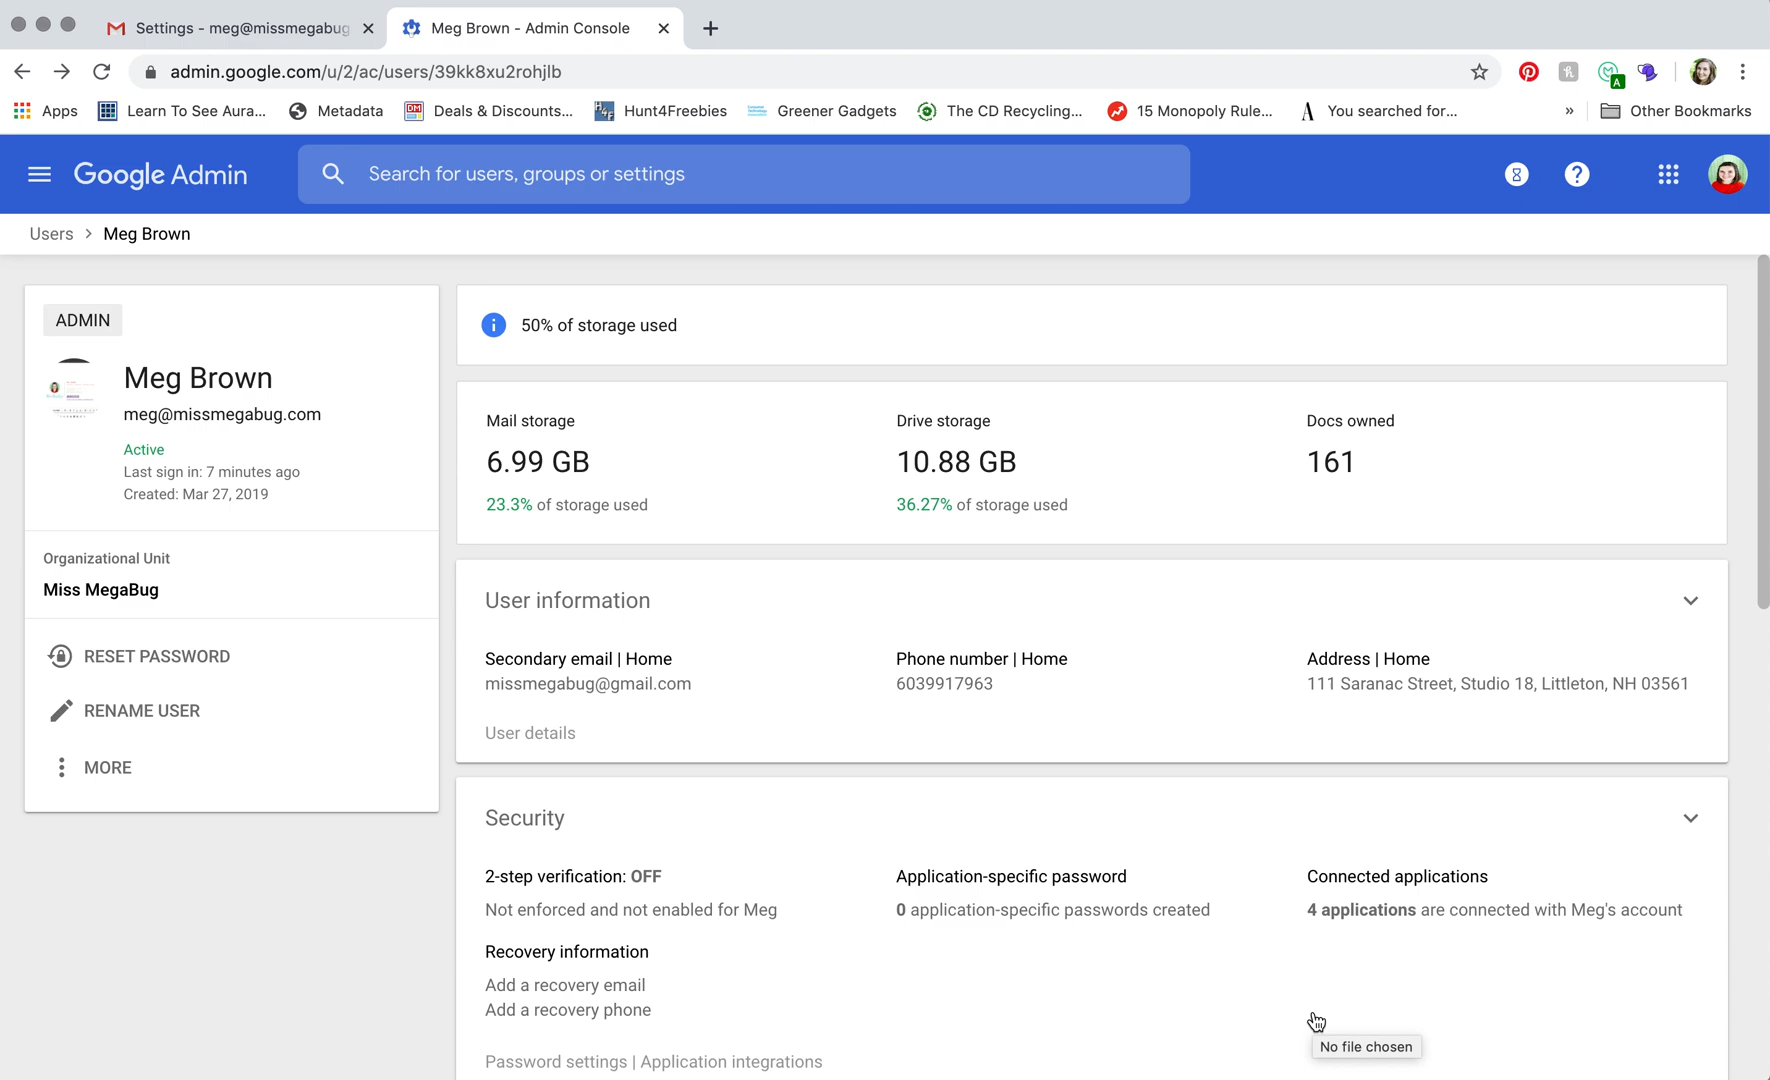 Settings - meg@missmegabug
Meg Brown - Admin Console
admin.google.com/u/2/ac/users/39kk8xu2rohjlb
Apps
Learn To See Aura...
Metadata
DM
Deals & Discounts...
H4F
Hunt4Freebies
Greener Gadgets
The CD Recycling...
15 Monopoly Rule...
You searched for...
»
Other Bookmarks
Google Admin
Search for users, groups or settings
Users > Meg Brown
ADMIN
Meg Brown
meg@missmegabug.com
Active
Last sign in: 7 minutes ago
Created: Mar 27, 2019
Organizational Unit
Miss MegaBug
RESET PASSWORD
RENAME USER
MORE
50% of storage used
Mail storage
6.99 GB
23.3% of storage used
Drive storage
10.88 GB
36.27% of storage used
Docs owned
161
User information
Secondary email | Home
missmegabug@gmail.com
Phone number | Home
6039917963
Address | Home
111 Saranac Street, Studio 18, Littleton, NH 03561
User details
Security
2-step verification: OFF
Not enforced and not enabled for Meg
Application-specific password
0 application-specific passwords created
Connected applications
4 applications are connected with Meg's account
Recovery information
Add a recovery email
Add a recovery phone
No file chosen
Password settings | Application integrations